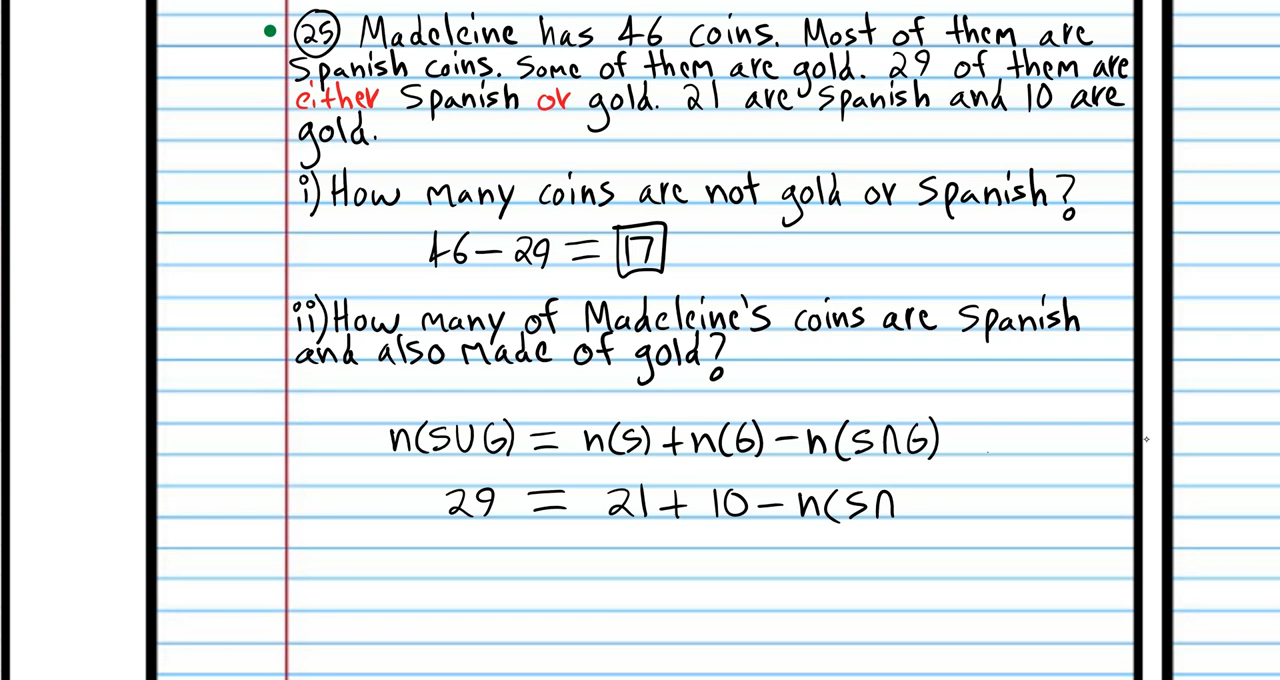 25 Madeleine has 46 coins. Most of them are
Spanish coins. Some of them are gold. 29 of them are
either Spanish or gold. 21 are Spanish and 10 are
gold.
i) How many coins are not gold or Spanish?
46 - 29 = 17
ii) How many of Madeleine's coins are Spanish
and also made of gold?
n(S∪G) = n(S) + n(G) - n(S∩G)
29 = 21 + 10 - n(S∩